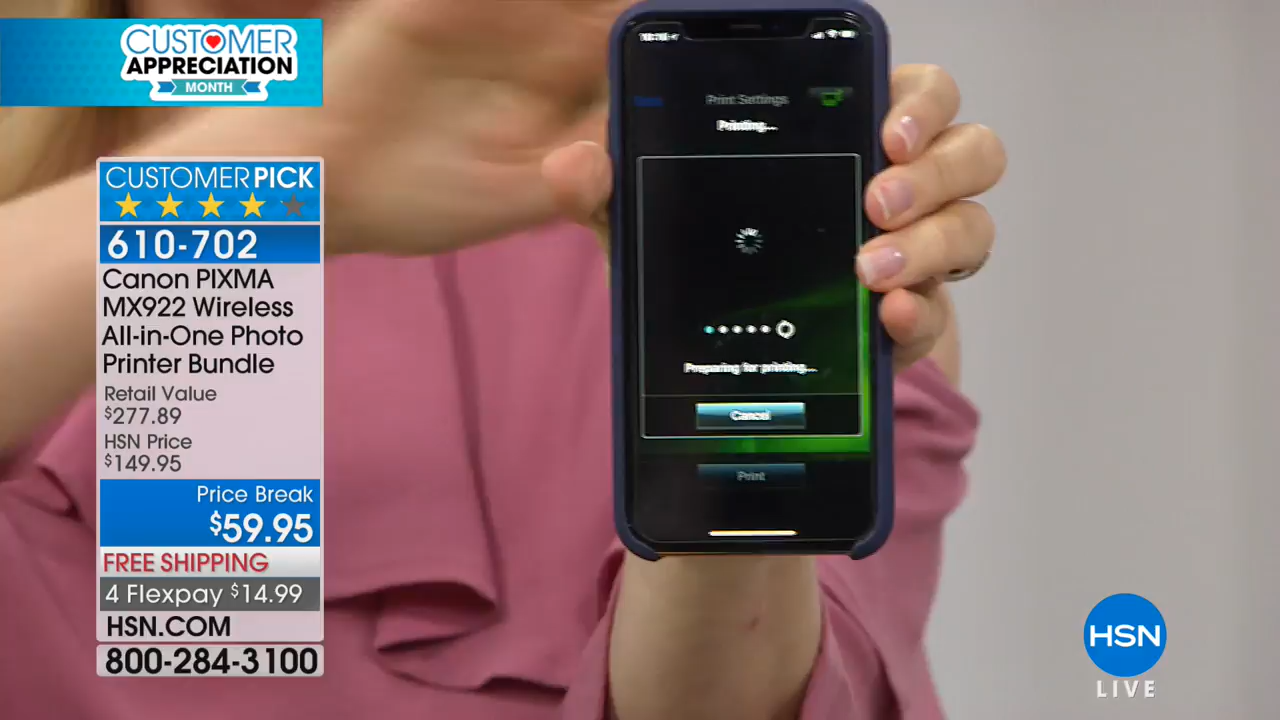 CUSTOMER
APPRECIATION
MONTH
CUSTOMER PICK
610-702
Canon PIXMA
MX922 Wireless
All-in-One Photo
Printer Bundle
Retail Value
$277.89
HSN Price
$149.95
Price Break
$59.95
FREE SHIPPING
4 Flexpay $14.99
HSN.COM
800-284-3100
Print Settings
Printing...
Preparing for printing...
Cancel
Print
HSN
LIVE